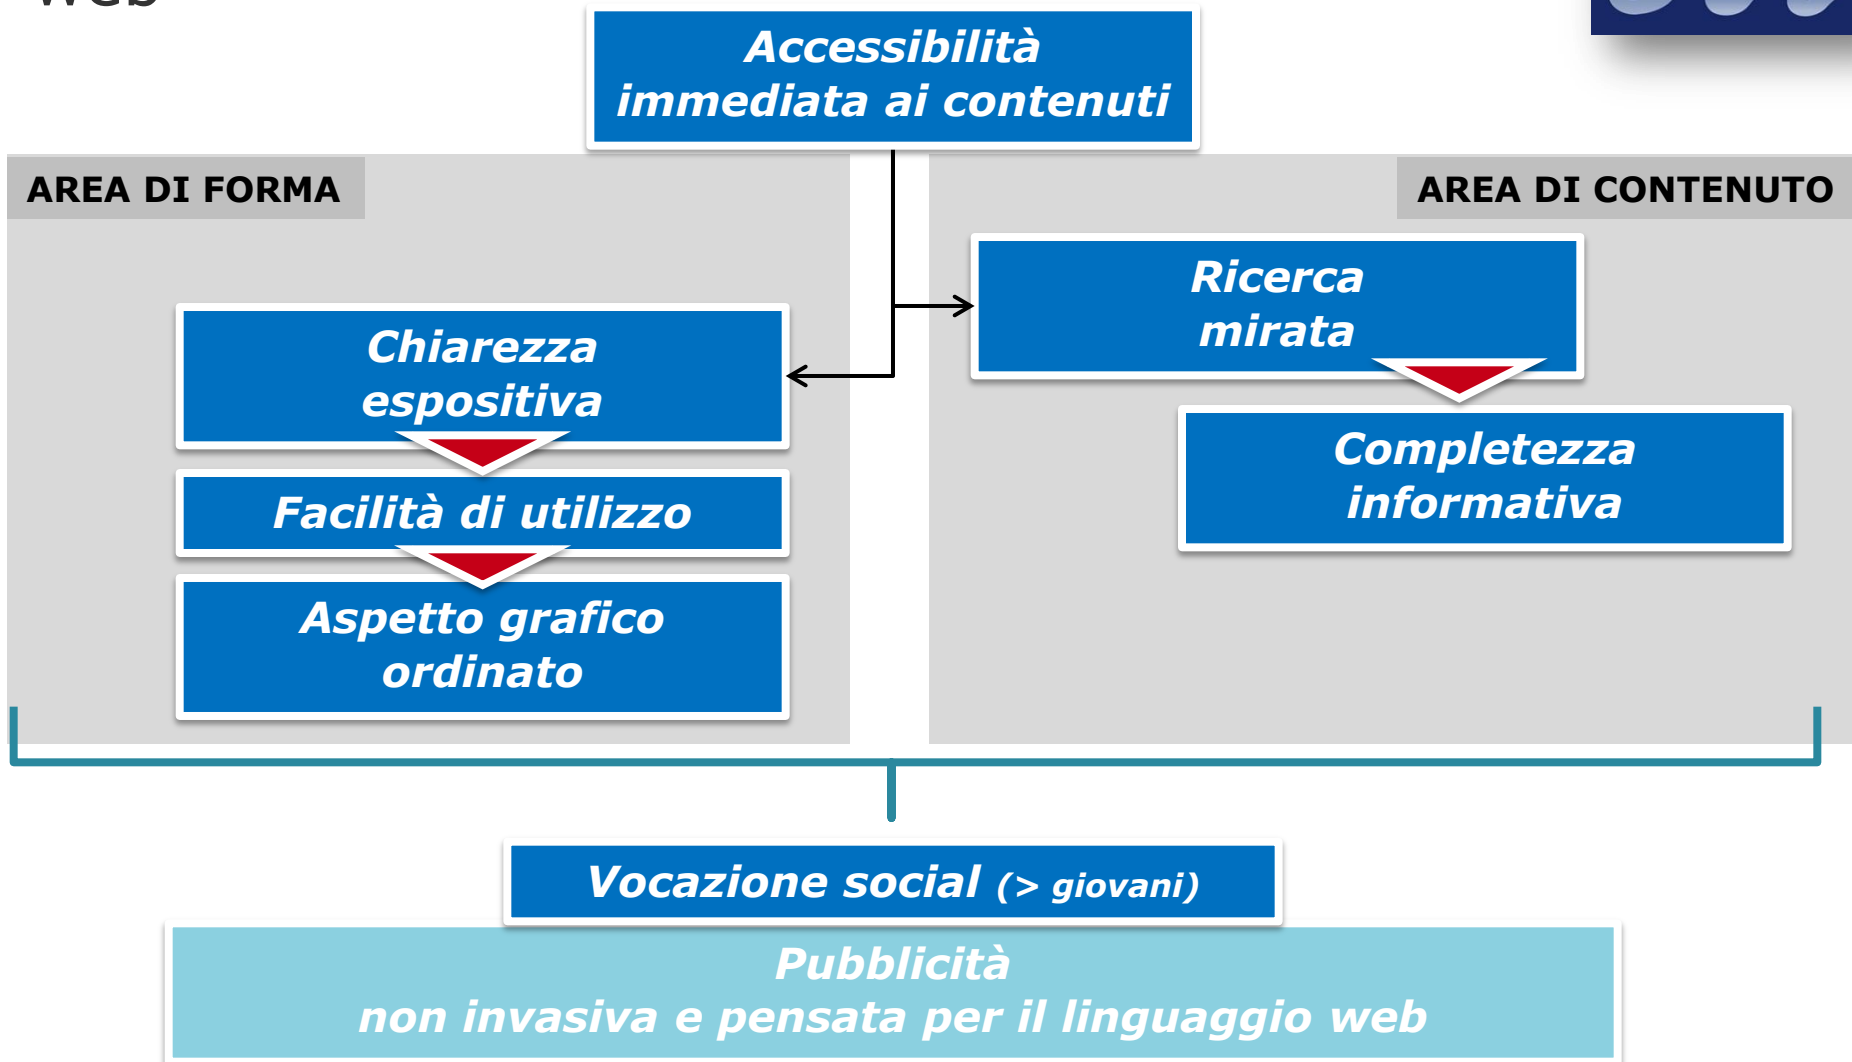 web
Accessibilità
immediata ai contenuti
AREA DI FORMA
AREA DI CONTENUTO
Ricerca
mirata
Chiarezza
espositiva
Completezza
informativa
Facilità di utilizzo
Aspetto grafico
ordinato
Vocazione social (> giovani)
Pubblicità
non invasiva e pensata per il linguaggio web